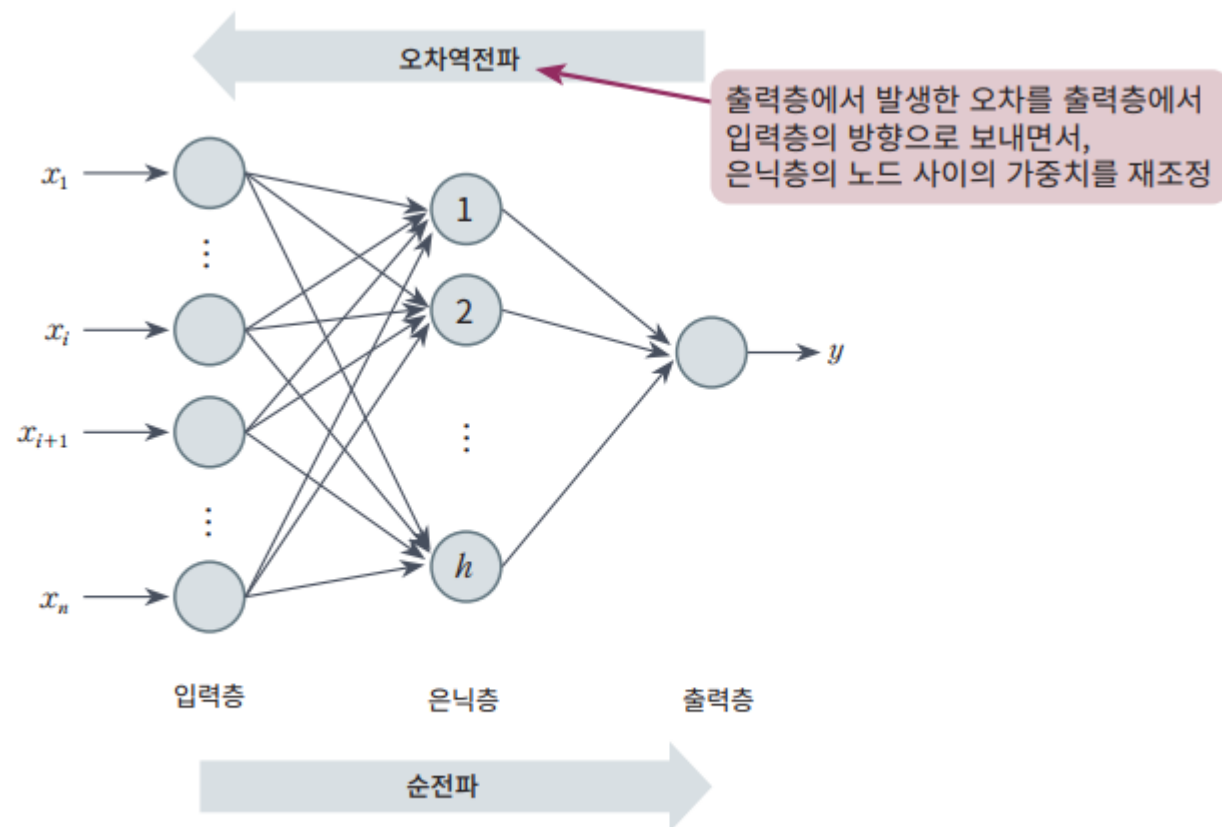 오차역전파
출력층에서 발생한 오차를 출력층에서
입력층의 방향으로 보내면서,
은닉층의 노드 사이의 가중치를 재조정
x₁
1
⋮
xᵢ
2
y
xᵢ₊₁
⋮
⋮
h
xₙ
입력층
은닉층
출력층
순전파